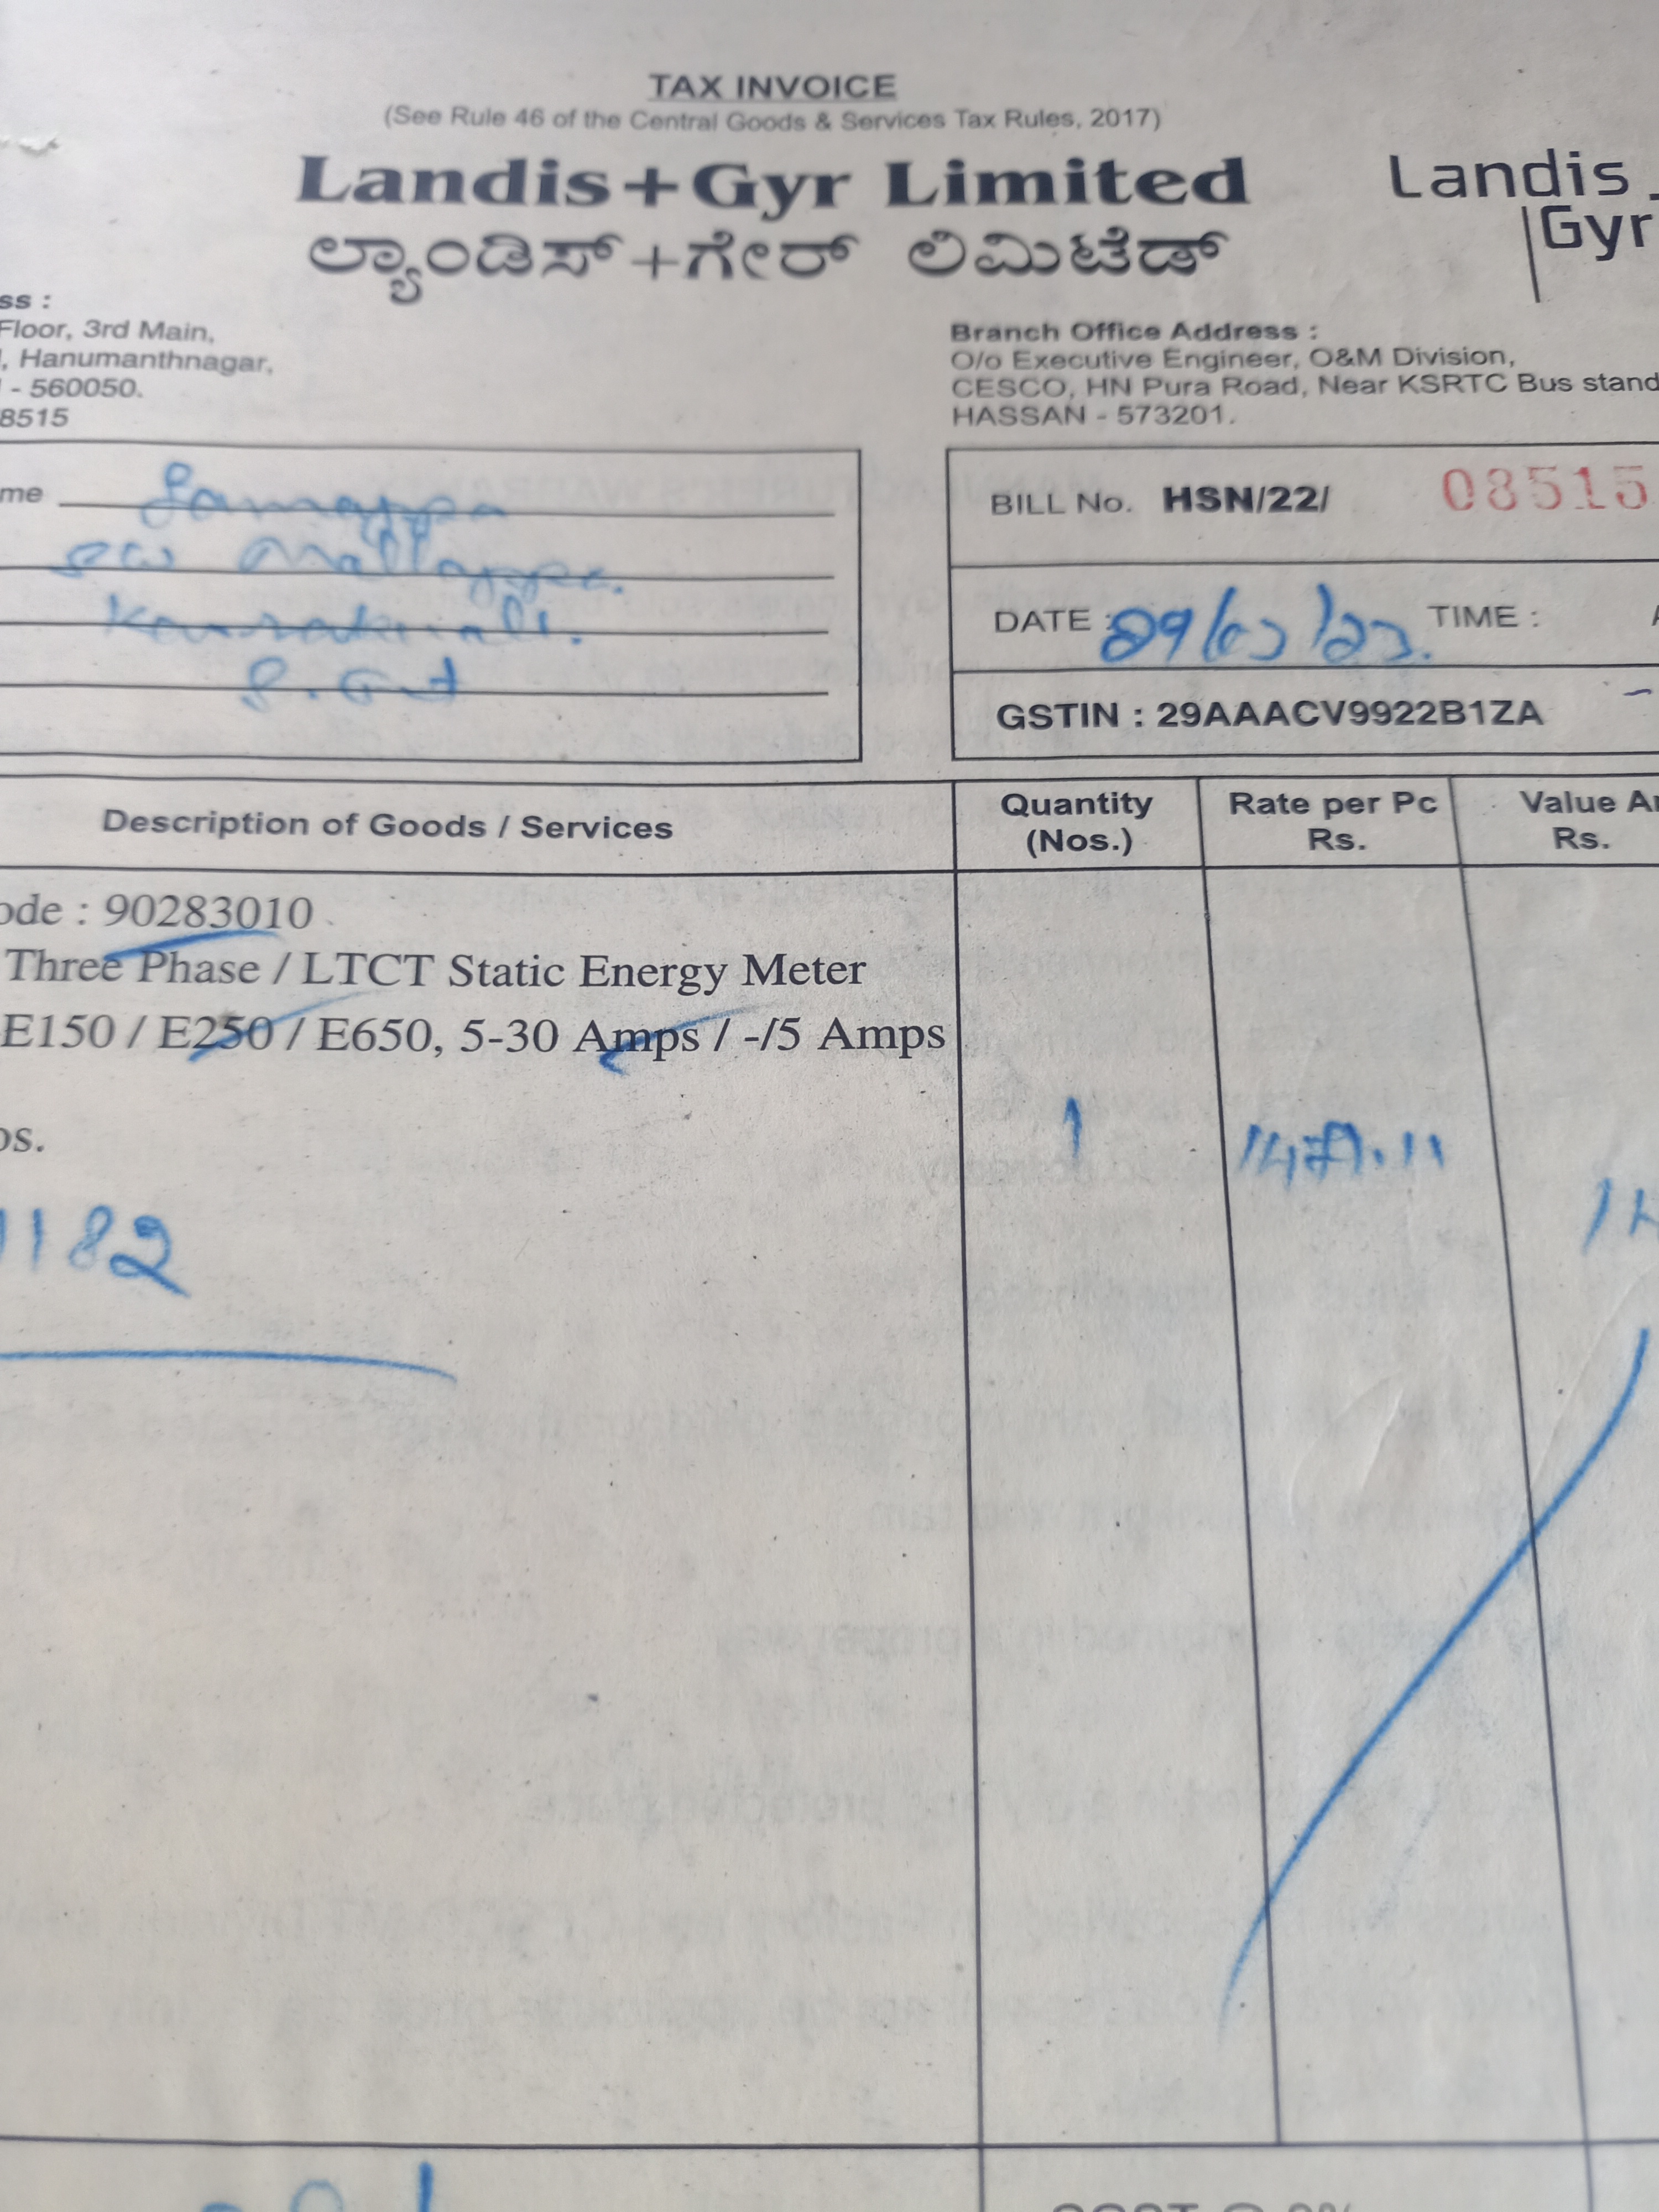 TAX INVOICE
(See Rule 46 of the Central Goods & Services Tax Rules, 2017)
Landis+Gyr Limited
ಲ್ಯಾಂಡಿಸ್+ಗೇರ್ ಲಿಮಿಟೆಡ್
Landis
Gyr
ss :
Floor, 3rd Main,
, Hanumanthnagar,
- 560050.
8515
Branch Office Address :
O/o Executive Engineer, O&M Division,
CESCO, HN Pura Road, Near KSRTC Bus stand
HASSAN - 573201.
me
Mallappa.
BILL No. HSN/22/ 08515
DATE : 29/03/23. TIME :
GSTIN : 29AAACV9922B1ZA
Description of Goods / Services
Quantity
(Nos.)
Rate per Pc
Rs.
Value
Rs.
ode : 90283010
Three Phase / LTCT Static Energy Meter
E150 / E250 / E650, 5-30 Amps / -/5 Amps
os.
1
1182